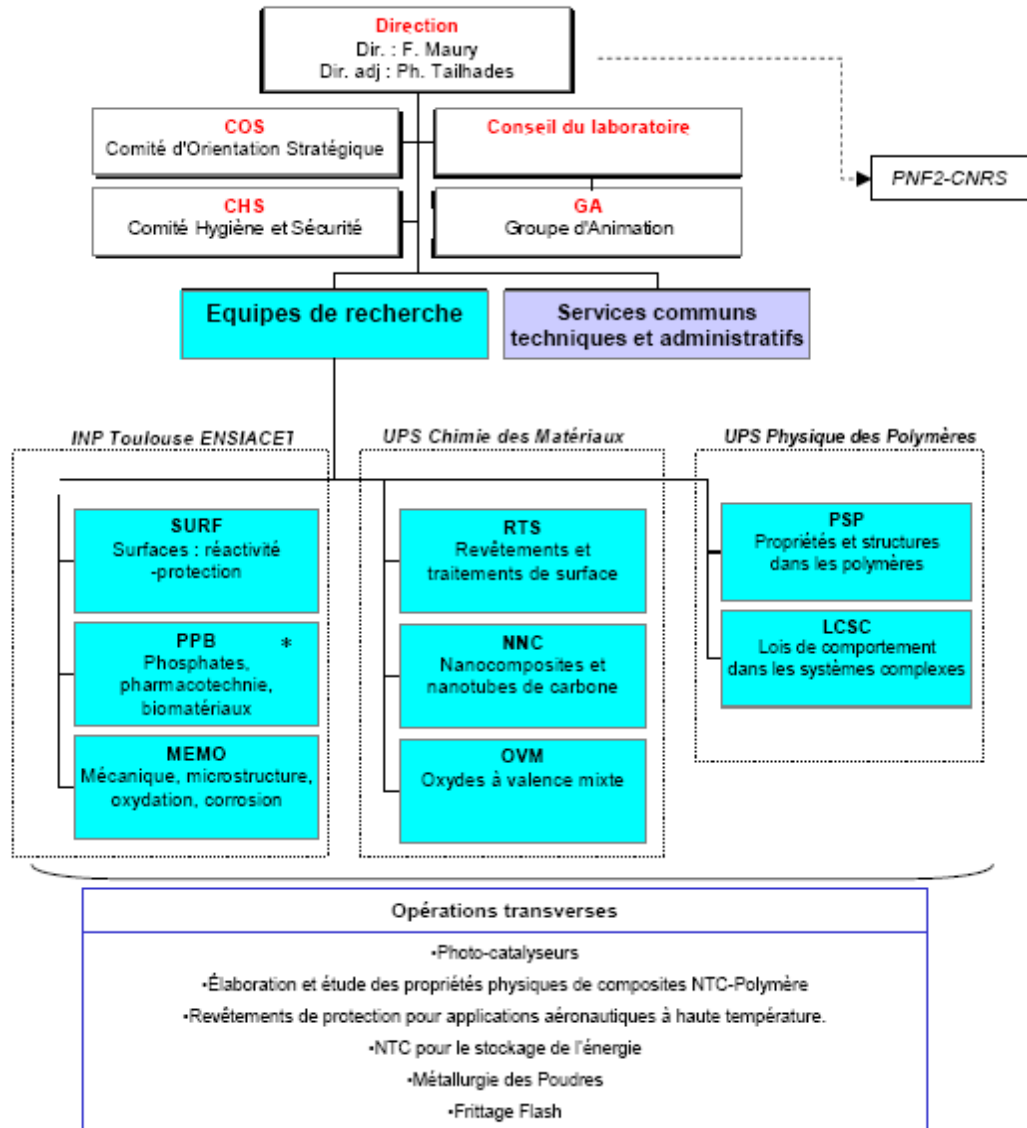 Direction
Dir. : F. Maury
Dir. adj : Ph. Tailhades
COS
Comité d'Orientation Stratégique
Conseil du laboratoire
PNF2-CNRS
CHS
Comité Hygiène et Sécurité
GA
Groupe d'Animation
Equipes de recherche
Services communs
techniques et administratifs
INP Toulouse ENSIACET
UPS Chimie des Matériaux
UPS Physique des Polymères
SURF
Surfaces : réactivité
-protection
PPB *
Phosphates,
pharmacotechnie,
biomatériaux
MEMO
Mécanique, microstructure,
oxydation, corrosion
RTS
Revêtements et
traitements de surface
NNC
Nanocomposites et
nanotubes de carbone
OVM
Oxydes à valence mixte
PSP
Propriétés et structures
dans les polymères
LCSC
Lois de comportement
dans les systèmes complexes
Opérations transverses
•Photo-catalyseurs
•Élaboration et étude des propriétés physiques de composites NTC-Polymère
•Revêtements de protection pour applications aéronautiques à haute température.
•NTC pour le stockage de l'énergie
•Métallurgie des Poudres
•Frittage Flash